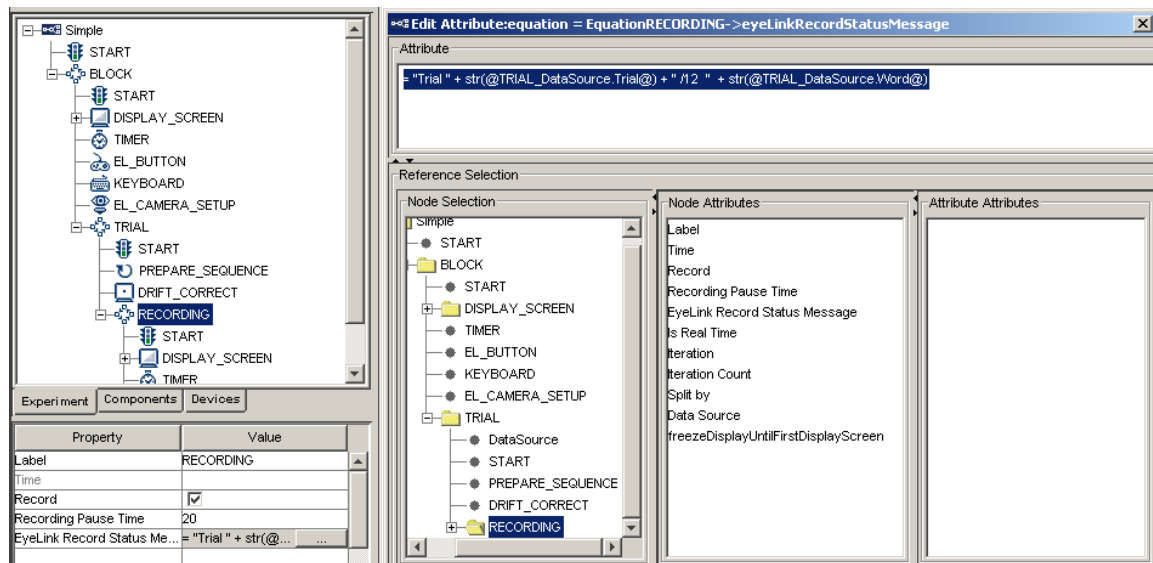 Simple
START
BLOCK
START
DISPLAY_SCREEN
TIMER
EL_BUTTON
KEYBOARD
EL_CAMERA_SETUP
TRIAL
START
PREPARE_SEQUENCE
DRIFT_CORRECT
RECORDING
START
DISPLAY_SCREEN
TIMER
Experiment Components Devices
Property Value
Label RECORDING
Time
Record
Recording Pause Time 20
EyeLink Record Status Me... = "Trial " + str(@... ...
Edit Attribute:equation = EquationRECORDING->eyeLinkRecordStatusMessage
Attribute
= "Trial " + str(@TRIAL_DataSource.Trial@) + " /12  "  + str(@TRIAL_DataSource.Word@)
Reference Selection
Node Selection
Simple
START
BLOCK
START
DISPLAY_SCREEN
TIMER
EL_BUTTON
KEYBOARD
EL_CAMERA_SETUP
TRIAL
DataSource
START
PREPARE_SEQUENCE
DRIFT_CORRECT
RECORDING
Node Attributes
Label
Time
Record
Recording Pause Time
EyeLink Record Status Message
Is Real Time
Iteration
Iteration Count
Split by
Data Source
freezeDisplayUntilFirstDisplayScreen
Attribute Attributes